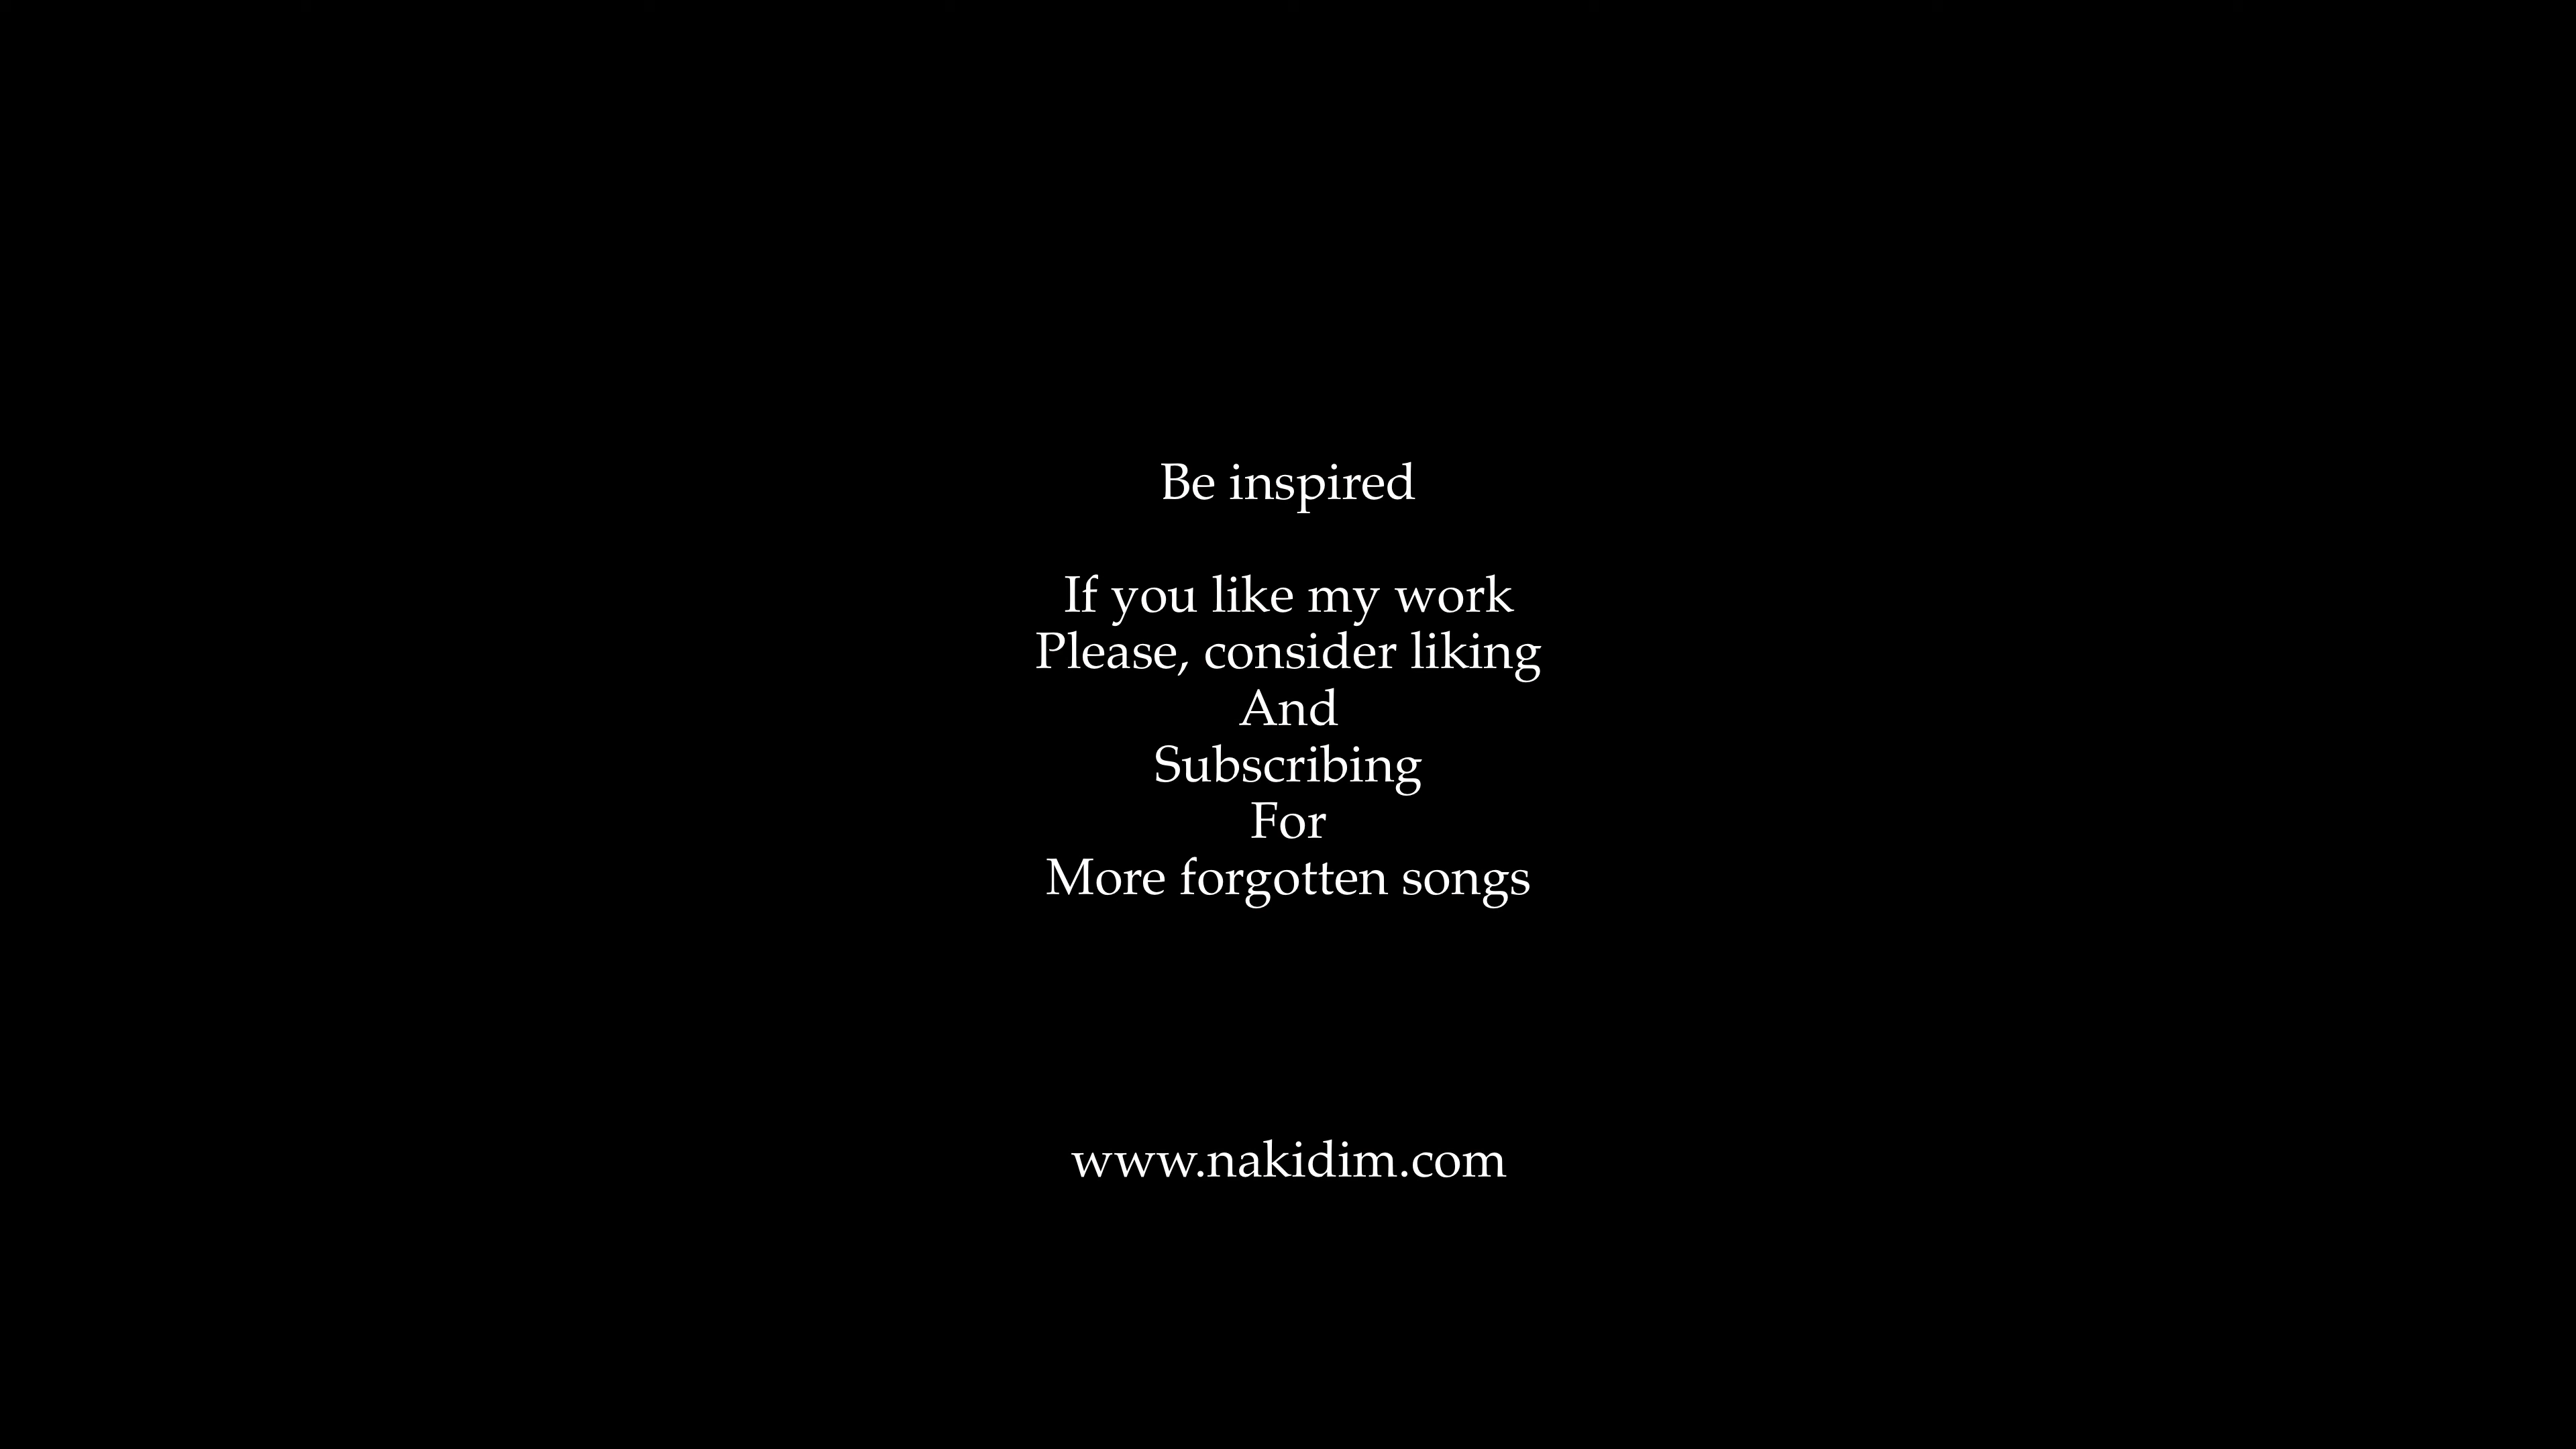 Be inspired
If you like my work
Please, consider liking
And
Subscribing
For
More forgotten songs
www.nakidim.com